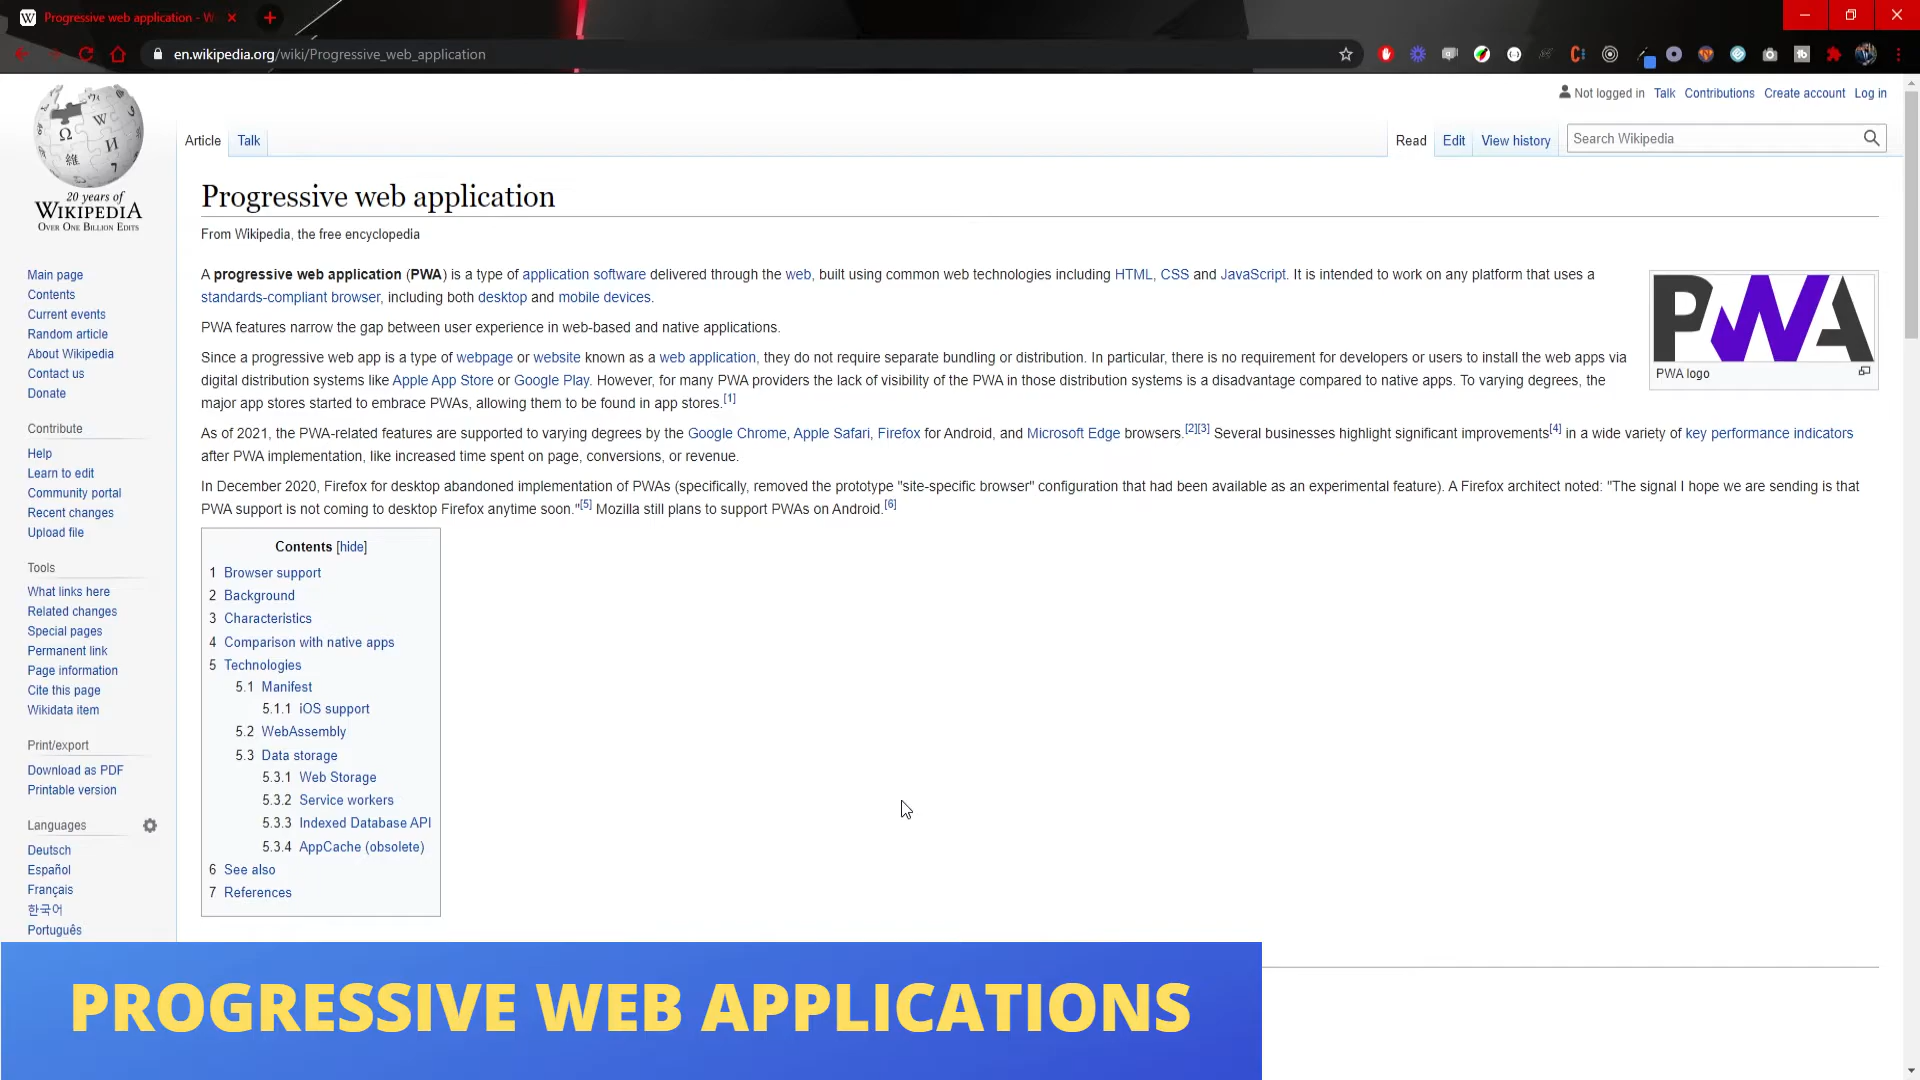 Progressive web application - W
en.wikipedia.org/wiki/Progressive_web_application
Not logged in Talk Contributions Create account Log in
Article Talk
Read Edit View history
Search Wikipedia
20 years of
WIKIPEDIA
OVER ONE BILLION EDITS
Main page
Contents
Current events
Random article
About Wikipedia
Contact us
Donate
Contribute
Help
Learn to edit
Community portal
Recent changes
Upload file
Tools
What links here
Related changes
Special pages
Permanent link
Page information
Cite this page
Wikidata item
Print/export
Download as PDF
Printable version
Languages
Deutsch
Español
Français
한국어
Português
Progressive web application
From Wikipedia, the free encyclopedia
A progressive web application (PWA) is a type of application software delivered through the web, built using common web technologies including HTML, CSS and JavaScript. It is intended to work on any platform that uses a
standards-compliant browser, including both desktop and mobile devices.
PWA features narrow the gap between user experience in web-based and native applications.
Since a progressive web app is a type of webpage or website known as a web application, they do not require separate bundling or distribution. In particular, there is no requirement for developers or users to install the web apps via
digital distribution systems like Apple App Store or Google Play. However, for many PWA providers the lack of visibility of the PWA in those distribution systems is a disadvantage compared to native apps. To varying degrees, the
major app stores started to embrace PWAs, allowing them to be found in app stores.[1]
As of 2021, the PWA-related features are supported to varying degrees by the Google Chrome, Apple Safari, Firefox for Android, and Microsoft Edge browsers.[2][3] Several businesses highlight significant improvements[4] in a wide variety of key performance indicators
after PWA implementation, like increased time spent on page, conversions, or revenue.
In December 2020, Firefox for desktop abandoned implementation of PWAs (specifically, removed the prototype "site-specific browser" configuration that had been available as an experimental feature). A Firefox architect noted: "The signal I hope we are sending is that
PWA support is not coming to desktop Firefox anytime soon."[5] Mozilla still plans to support PWAs on Android.[6]
PWA
PWA logo
Contents [hide]
1 Browser support
2 Background
3 Characteristics
4 Comparison with native apps
5 Technologies
5.1 Manifest
5.1.1 iOS support
5.2 WebAssembly
5.3 Data storage
5.3.1 Web Storage
5.3.2 Service workers
5.3.3 Indexed Database API
5.3.4 AppCache (obsolete)
6 See also
7 References
PROGRESSIVE WEB APPLICATIONS